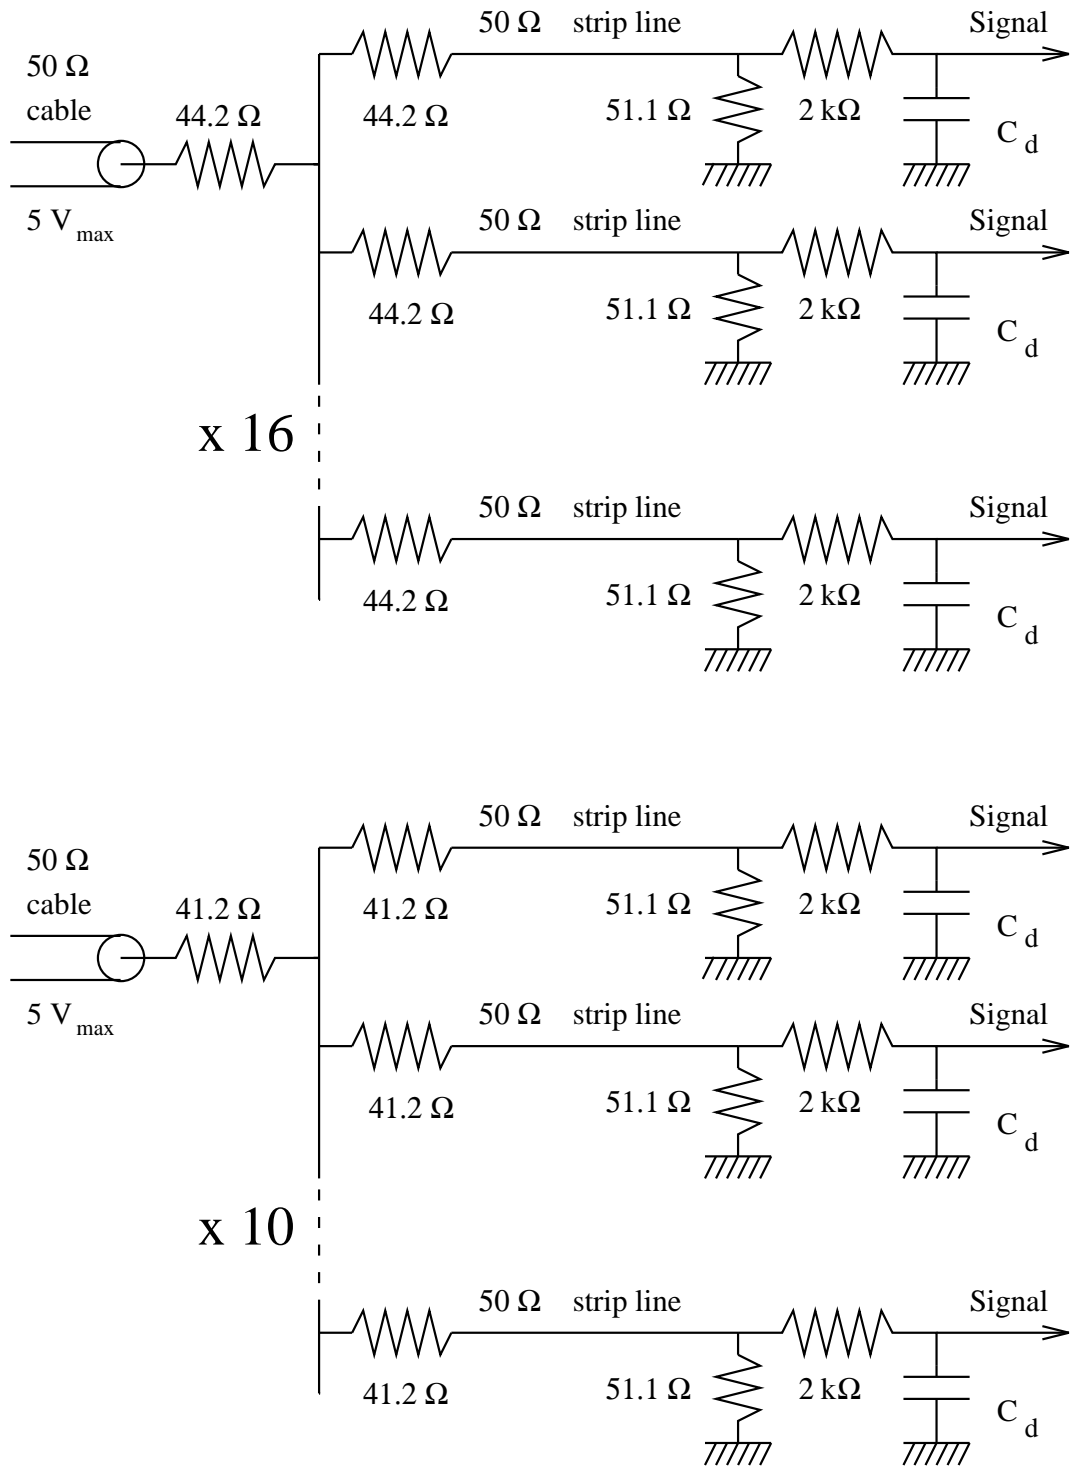 50 Ω strip line Signal
50 Ω
cable
44.2 Ω
44.2 Ω
51.1 Ω
2 kΩ
C d
5 V max
50 Ω strip line Signal
44.2 Ω
51.1 Ω
2 kΩ
C d
x 16
50 Ω strip line Signal
44.2 Ω
51.1 Ω
2 kΩ
C d
50 Ω strip line Signal
50 Ω
cable
41.2 Ω
41.2 Ω
51.1 Ω
2 kΩ
C d
5 V max
50 Ω strip line Signal
41.2 Ω
51.1 Ω
2 kΩ
C d
x 10
50 Ω strip line Signal
41.2 Ω
51.1 Ω
2 kΩ
C d